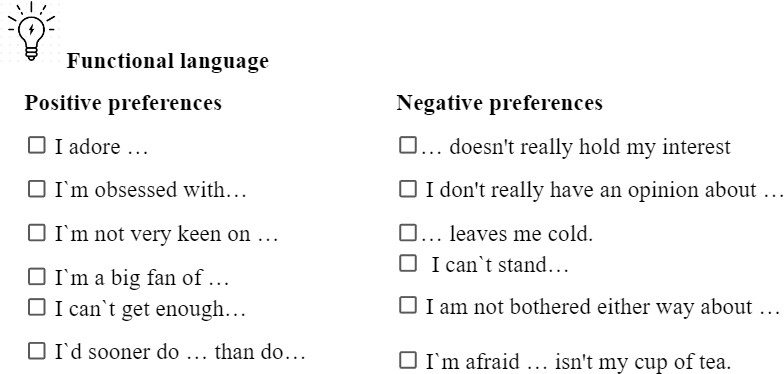 Functional language
Positive preferences
I adore …
I`m obsessed with…
I`m not very keen on …
I`m a big fan of …
I can`t get enough…
I`d sooner do … than do…
Negative preferences
… doesn't really hold my interest
I don't really have an opinion about …
… leaves me cold.
I can`t stand…
I am not bothered either way about …
I`m afraid … isn't my cup of tea.